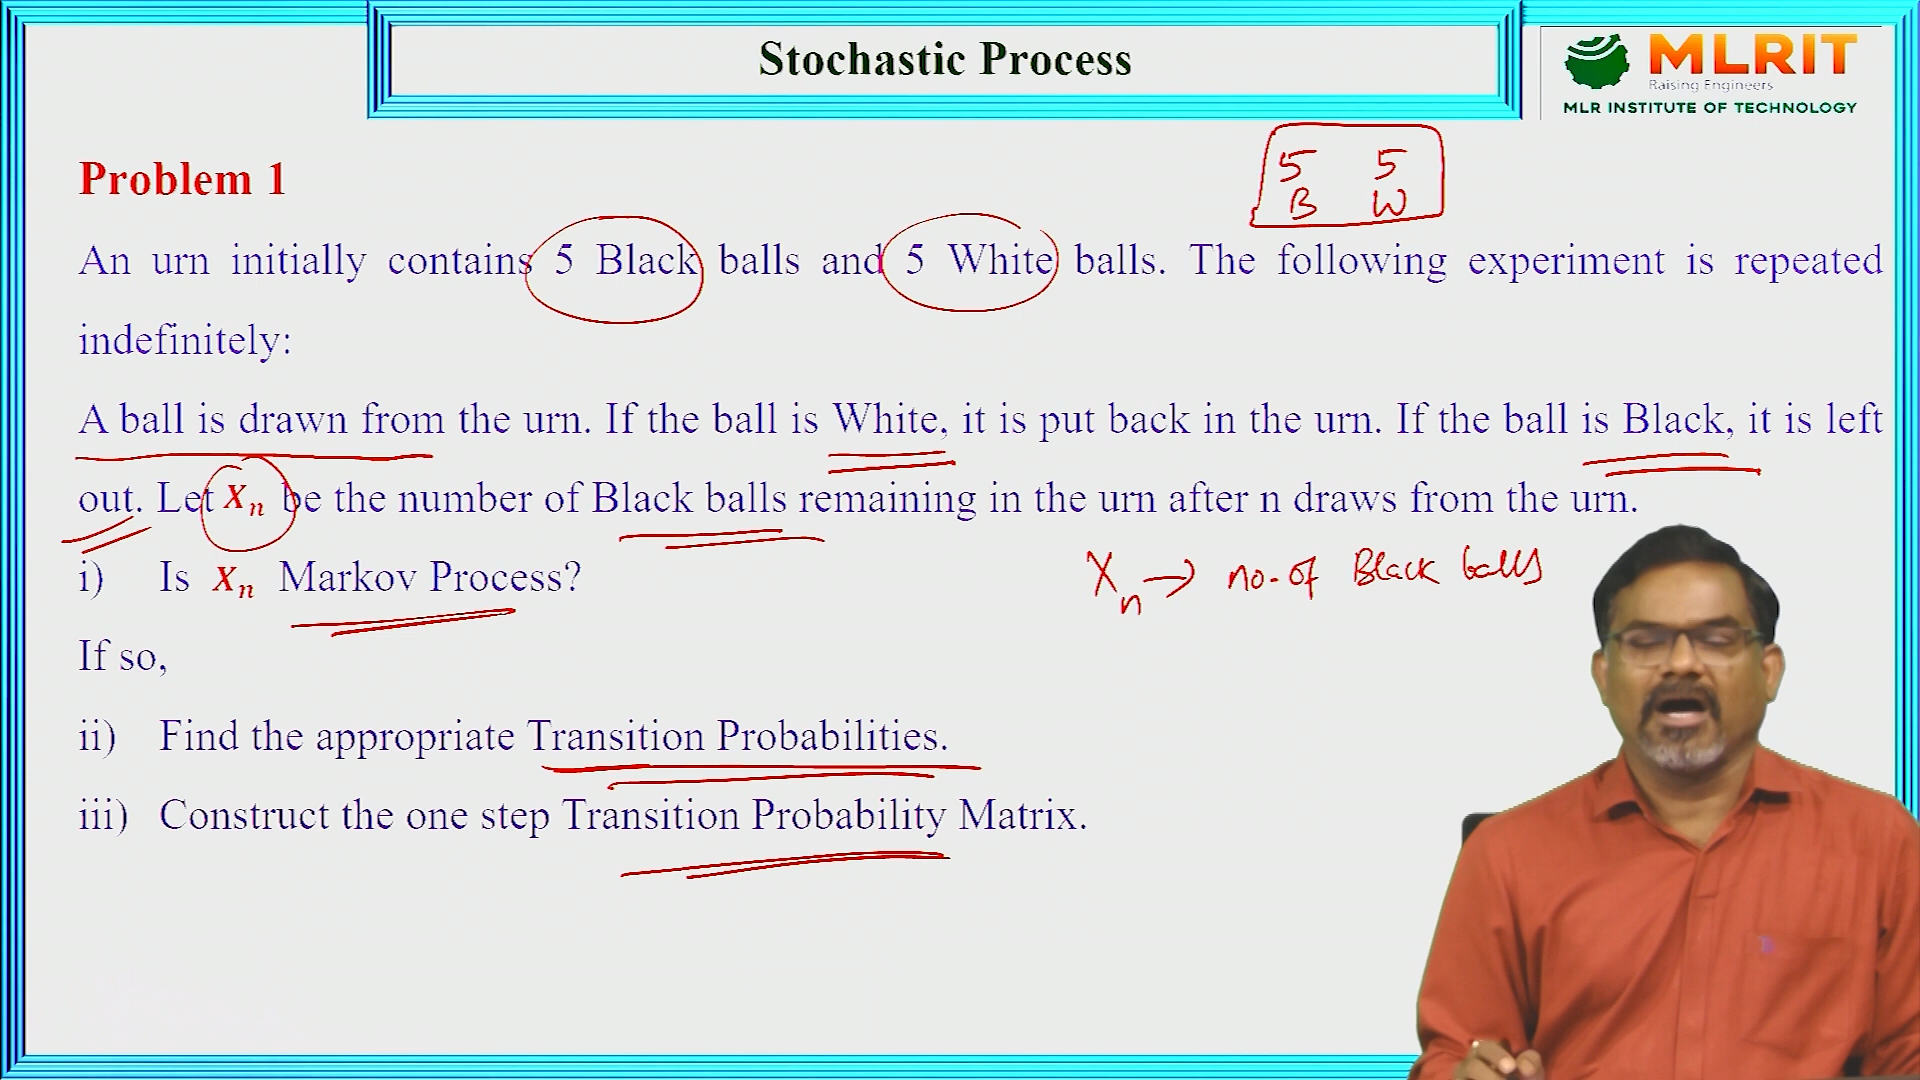 Stochastic Process
MLRIT
Raising Engineers
MLR INSTITUTE OF TECHNOLOGY
Problem 1
5 5
B W
An urn initially contains 5 Black balls and 5 White balls. The following experiment is repeated
indefinitely:
A ball is drawn from the urn. If the ball is White, it is put back in the urn. If the ball is Black, it is left
out. Let Xn be the number of Black balls remaining in the urn after n draws from the urn.
i) Is Xn Markov Process?
Xn → no. of Black balls
If so,
ii) Find the appropriate Transition Probabilities.
iii) Construct the one step Transition Probability Matrix.